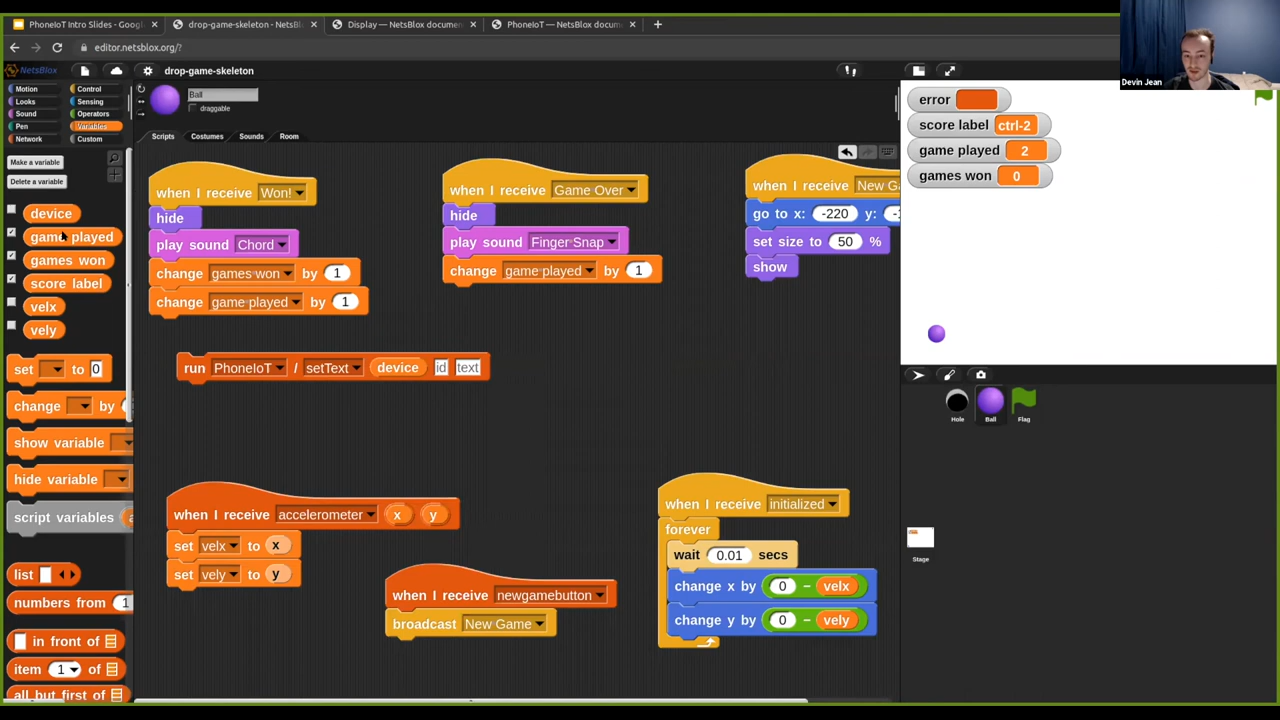 PhoneIoT Intro Slides - Google
drop-game-skeleton - NetsBl
Display — NetsBlox documen
PhoneIoT — NetsBlox docum
editor.netsblox.org/?
Devin Jean
NetsBlox
drop-game-skeleton
Motion
Control
Looks
Sensing
Sound
Operators
Pen
Variables
Network
Custom
Ball
draggable
Scripts
Costumes
Sounds
Room
Make a variable
Delete a variable
device
game played
games won
score label
velx
vely
set to 0
change by
show variable
hide variable
script variables
list
numbers from 1
in front of
item 1 of
all but first of
when I receive Won!
hide
play sound Chord
change games won by 1
change game played by 1
when I receive Game Over
hide
play sound Finger Snap
change game played by 1
when I receive New Ga
go to x: -220 y: -1
set size to 50 %
show
run PhoneIoT / setText device id text
when I receive accelerometer x y
set velx to x
set vely to y
when I receive newgamebutton
broadcast New Game
when I receive initialized
forever
wait 0.01 secs
change x by 0 − velx
change y by 0 − vely
error
score label ctrl-2
game played 2
games won 0
Hole
Ball
Flag
Stage